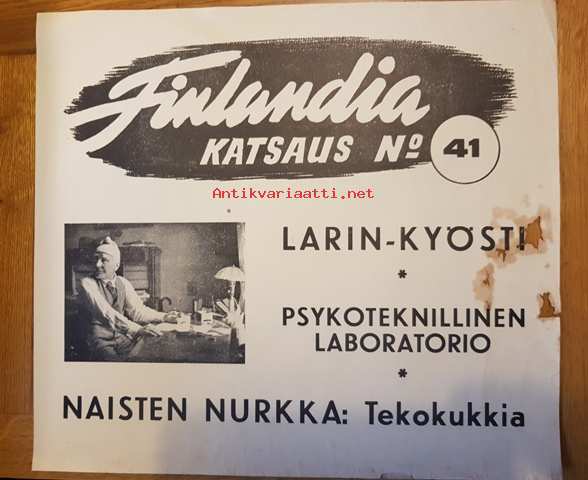 Finlandia
KATSAUS Nº 41
Antikvariaatti.net
LARIN-KYÖSTI
*
PSYKOTEKNILLINEN
LABORATORIO
*
NAISTEN NURKKA: Tekokukkia